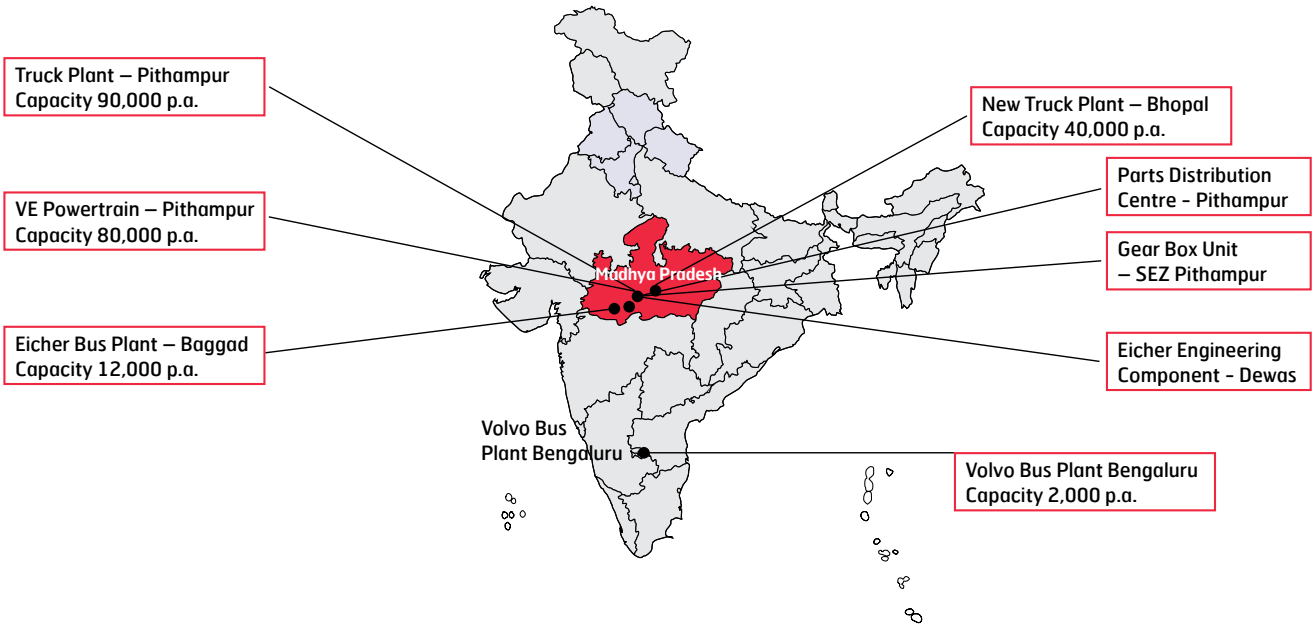 Truck Plant – Pithampur
Capacity 90,000 p.a.
New Truck Plant – Bhopal
Capacity 40,000 p.a.
Parts Distribution
Centre - Pithampur
VE Powertrain – Pithampur
Capacity 80,000 p.a.
Gear Box Unit
– SEZ Pithampur
Madhya Pradesh
Eicher Bus Plant – Baggad
Capacity 12,000 p.a.
Eicher Engineering
Component - Dewas
Volvo Bus
Plant Bengaluru
Volvo Bus Plant Bengaluru
Capacity 2,000 p.a.